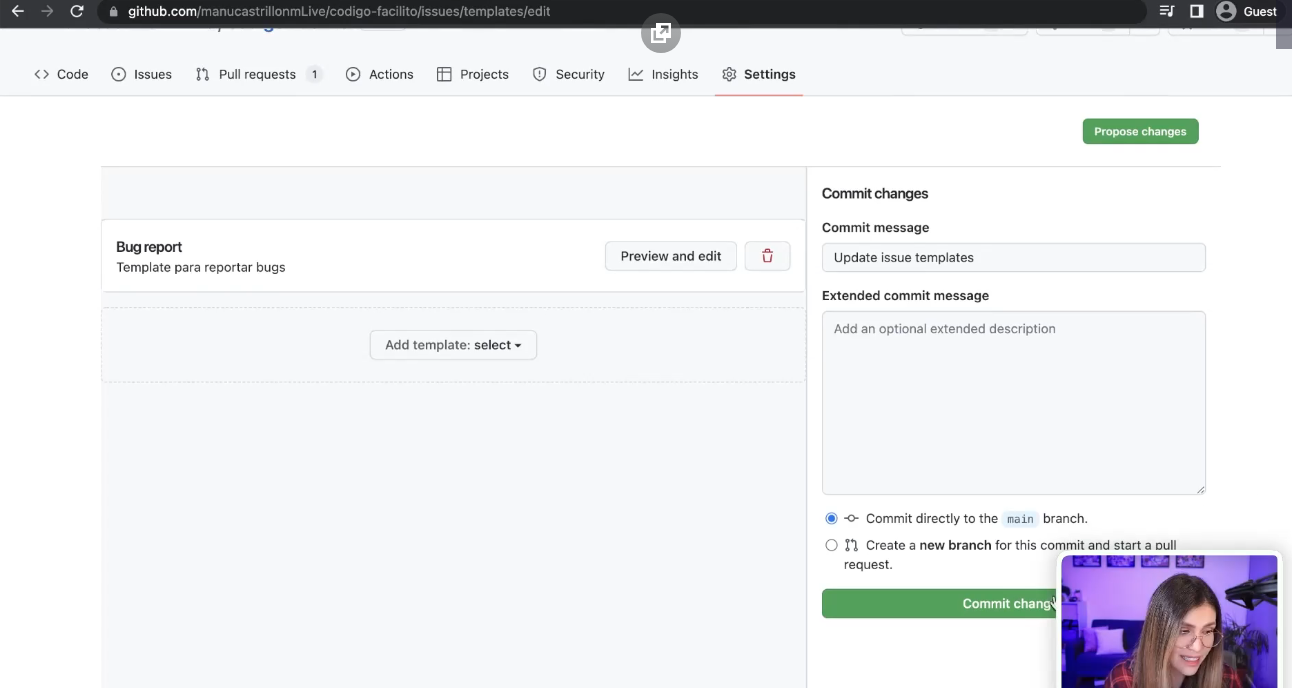 github.com/manucastrillonmLive/codigo-facilito/issues/templates/edit
Guest
Code
Issues
Pull requests 1
Actions
Projects
Security
Insights
Settings
Propose changes
Bug report
Template para reportar bugs
Preview and edit
Add template: select
Commit changes
Commit message
Update issue templates
Extended commit message
Add an optional extended description
Commit directly to the main branch.
Create a new branch for this commit and start a pull
request.
Commit chang